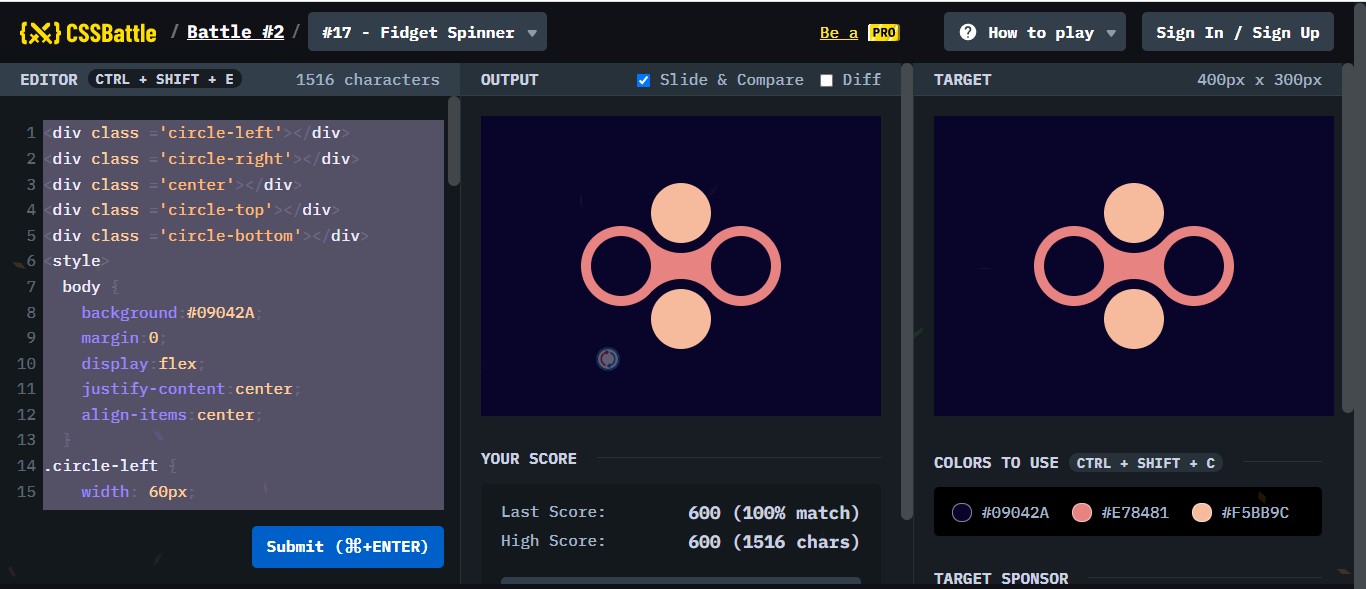 CSSBattle / Battle #2 / #17 - Fidget Spinner Be a PRO How to play Sign In / Sign Up
EDITOR CTRL + SHIFT + E 1516 characters
1 <div class ='circle-left'></div>
2 <div class ='circle-right'></div>
3 <div class ='center'></div>
4 <div class ='circle-top'></div>
5 <div class ='circle-bottom'></div>
6 <style>
7 body {
8 background:#09042A;
9 margin:0;
10 display:flex;
11 justify-content:center;
12 align-items:center;
13 }
14 .circle-left {
15 width: 60px;
Submit (⌘+ENTER)
OUTPUT Slide & Compare Diff
YOUR SCORE
Last Score: 600 (100% match)
High Score: 600 (1516 chars)
TARGET 400px x 300px
COLORS TO USE CTRL + SHIFT + C
#09042A #E78481 #F5BB9C
TARGET SPONSOR